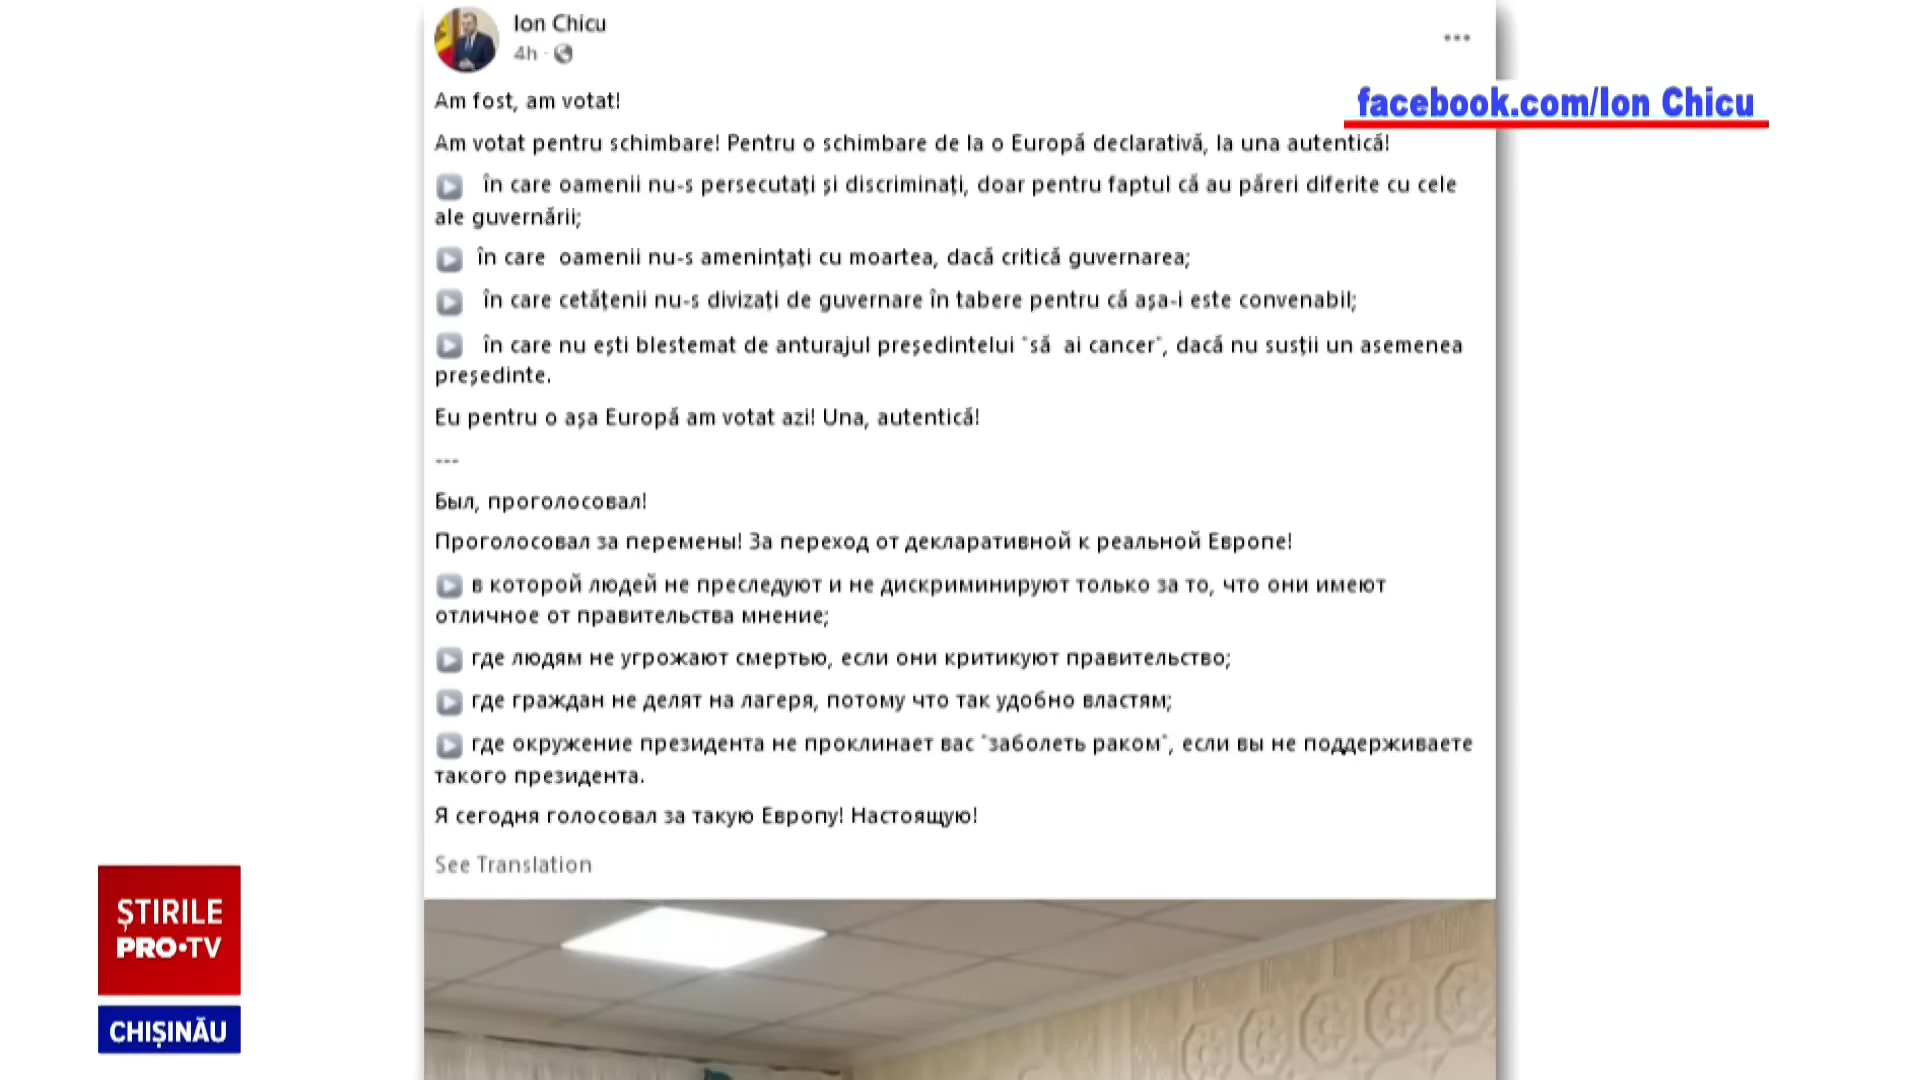 Ion Chicu
4h ·
facebook.com/Ion Chicu
Am fost, am votat!
Am votat pentru schimbare! Pentru o schimbare de la o Europă declarativă, la una autentică!
în care oamenii nu-s persecutați și discriminați, doar pentru faptul că au păreri diferite cu cele
ale guvernării;
în care oamenii nu-s amenințați cu moartea, dacă critică guvernarea;
în care cetățenii nu-s divizați de guvernare în tabere pentru că așa-i este convenabil;
în care nu ești blestemat de anturajul președintelui "să ai cancer", dacă nu susții un asemenea
președinte.
Eu pentru o așa Europă am votat azi! Una, autentică!
---
Был, проголосовал!
Проголосовал за перемены! За переход от декларативной к реальной Европе!
в которой людей не преследуют и не дискриминируют только за то, что они имеют
отличное от правительства мнение;
где людям не угрожают смертью, если они критикуют правительство;
где граждан не делят на лагеря, потому что так удобно властям;
где окружение президента не проклинает вас "заболеть раком", если вы не поддерживаете
такого президента.
Я сегодня голосовал за такую Европу! Настоящую!
See Translation
ȘTIRILE
PRO•TV
CHIȘINĂU